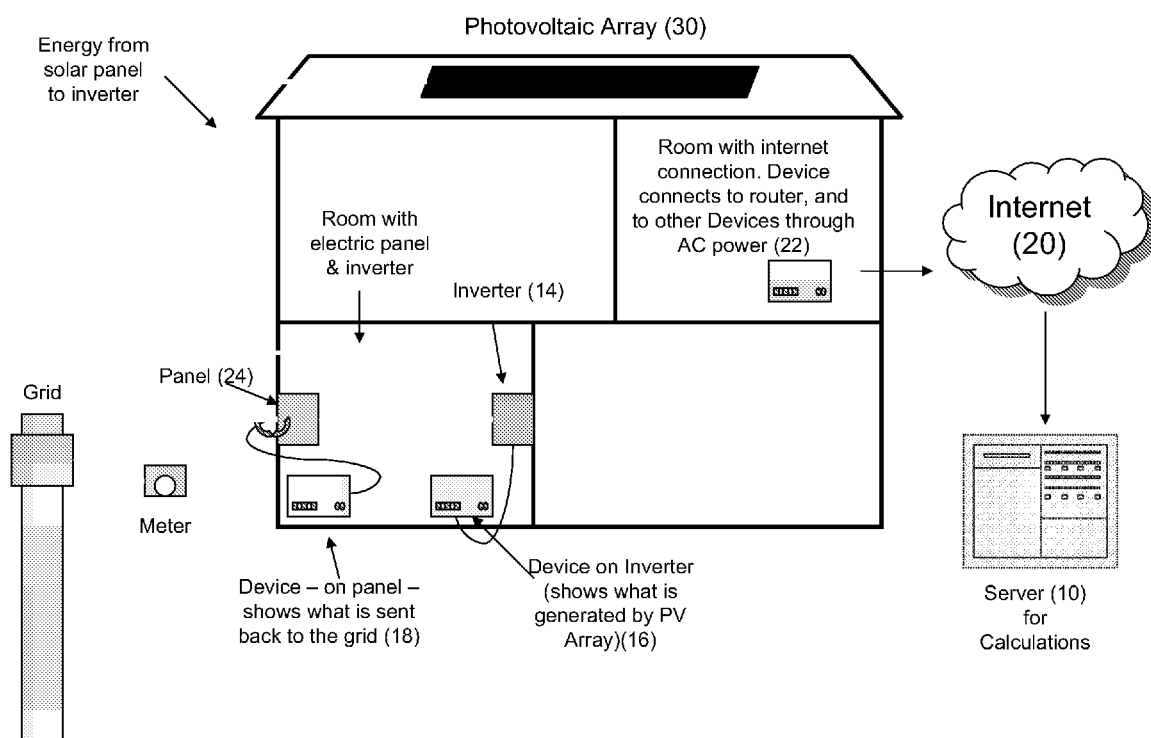 Photovoltaic Array (30)
Energy from
solar panel
to inverter
Room with internet
connection. Device
connects to router, and
to other Devices through
AC power (22)
Internet
(20)
Room with
electric panel
& inverter
Inverter (14)
Panel (24)
Grid
Meter
Device – on panel –
shows what is sent
back to the grid (18)
Device on Inverter
(shows what is
generated by PV
Array)(16)
Server (10)
for
Calculations